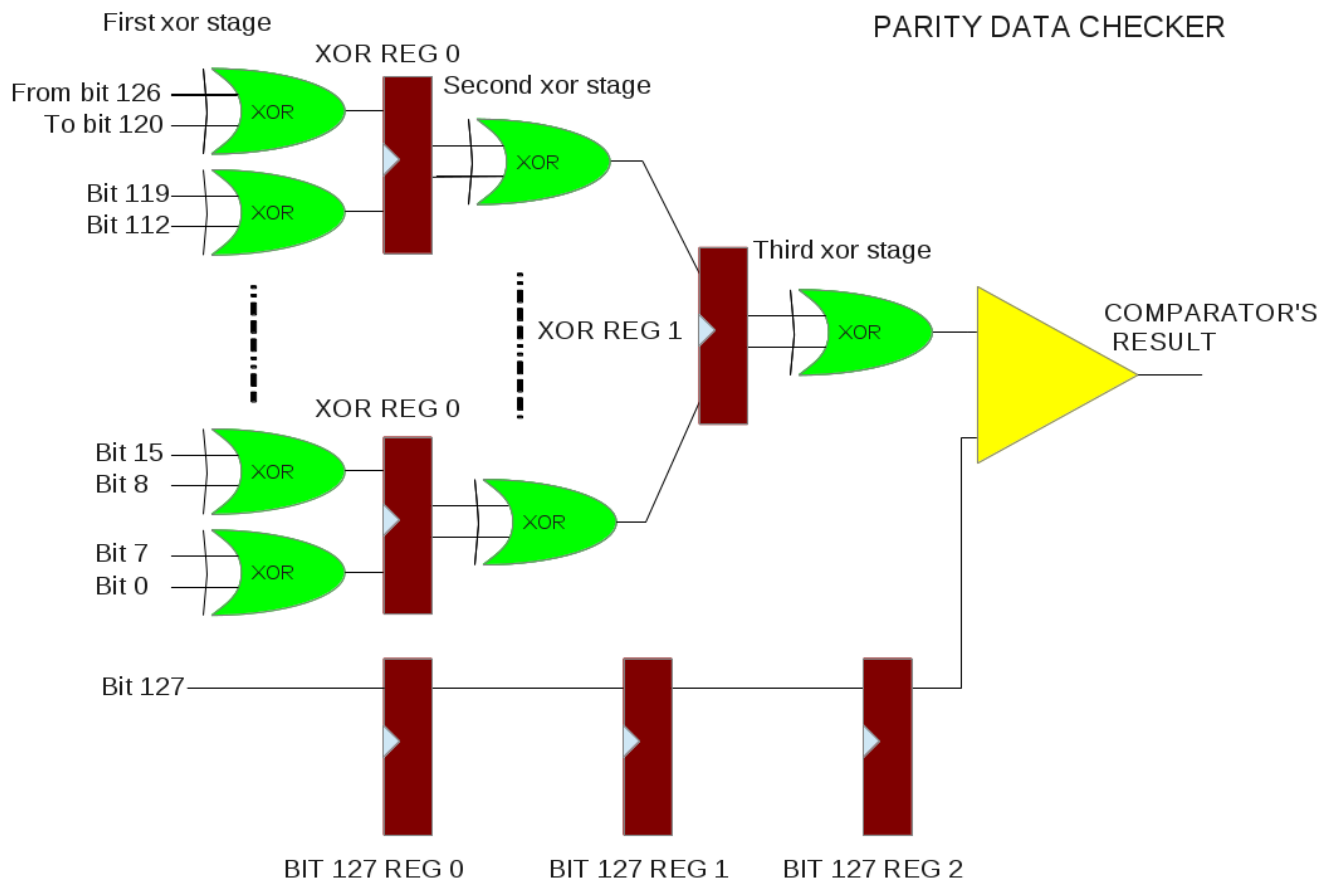 First xor stage
PARITY DATA CHECKER
XOR REG 0
Second xor stage
From bit 126
To bit 120
XOR
XOR
Bit 119
Bit 112
XOR
Third xor stage
XOR REG 1
XOR
COMPARATOR'S
RESULT
XOR REG 0
Bit 15
Bit 8
XOR
XOR
Bit 7
Bit 0
XOR
Bit 127
BIT 127 REG 0
BIT 127 REG 1
BIT 127 REG 2